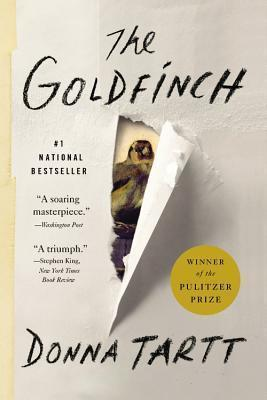 the
GOLDFINCH
#1
NATIONAL
BESTSELLER
“A soaring
masterpiece.”
—Washington Post
“A triumph.”
—Stephen King,
New York Times
Book Review
WINNER
of the
PULITZER
PRIZE
DONNA TARTT